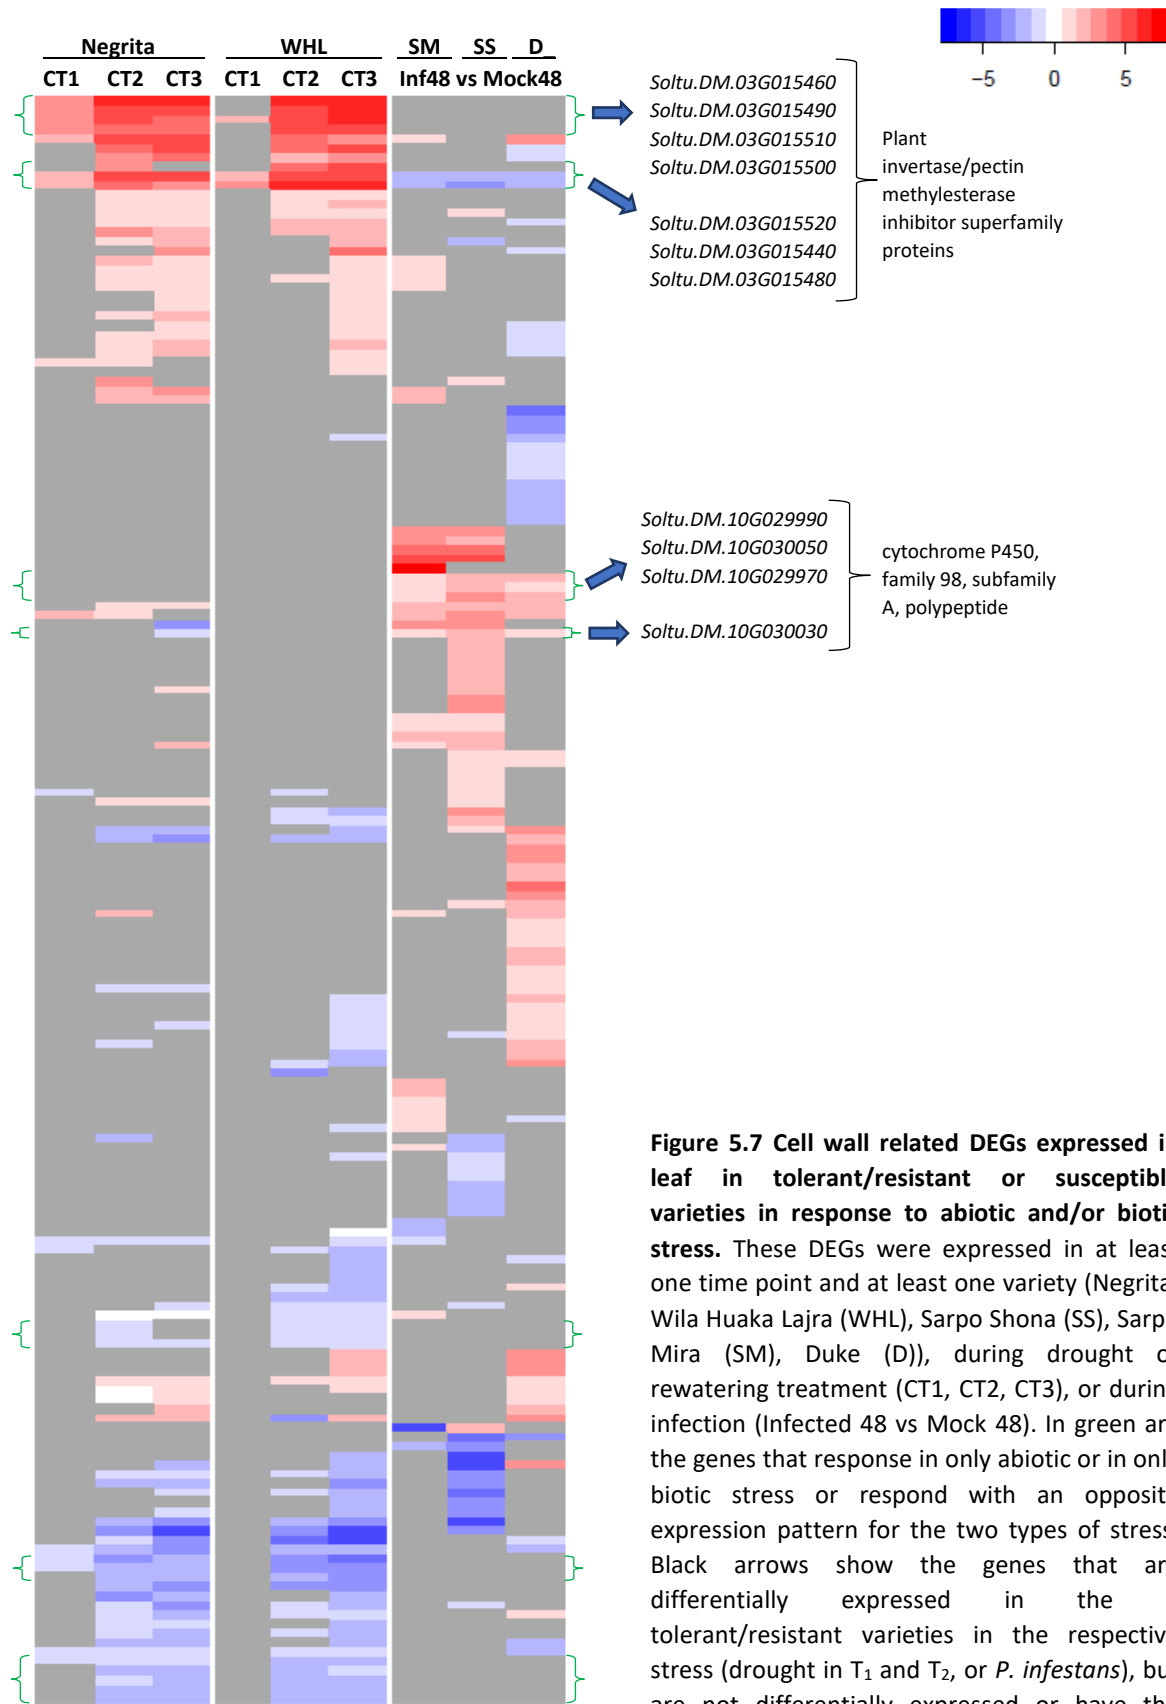 Negrita WHL SM SS D_
CT1 CT2 CT3 CT1 CT2 CT3 Inf48 vs Mock48
−5 0 5
Soltu.DM.03G015460
Soltu.DM.03G015490
Soltu.DM.03G015510
Soltu.DM.03G015500
Soltu.DM.03G015520
Soltu.DM.03G015440
Soltu.DM.03G015480
Plant
invertase/pectin
methylesterase
inhibitor superfamily
proteins
Soltu.DM.10G029990
Soltu.DM.10G030050
Soltu.DM.10G029970
Soltu.DM.10G030030
cytochrome P450,
family 98, subfamily
A, polypeptide
Figure 5.7 Cell wall related DEGs expressed i
leaf in tolerant/resistant or susceptibl
varieties in response to abiotic and/or bioti
stress. These DEGs were expressed in at leas
one time point and at least one variety (Negrita
Wila Huaka Lajra (WHL), Sarpo Shona (SS), Sarp
Mira (SM), Duke (D)), during drought o
rewatering treatment (CT1, CT2, CT3), or durin
infection (Infected 48 vs Mock 48). In green ar
the genes that response in only abiotic or in onl
biotic stress or respond with an opposit
expression pattern for the two types of stress
Black arrows show the genes that ar
differentially expressed in the
tolerant/resistant varieties in the respectiv
stress (drought in T1 and T2, or P. infestans), bu
are not differentially expressed or have th